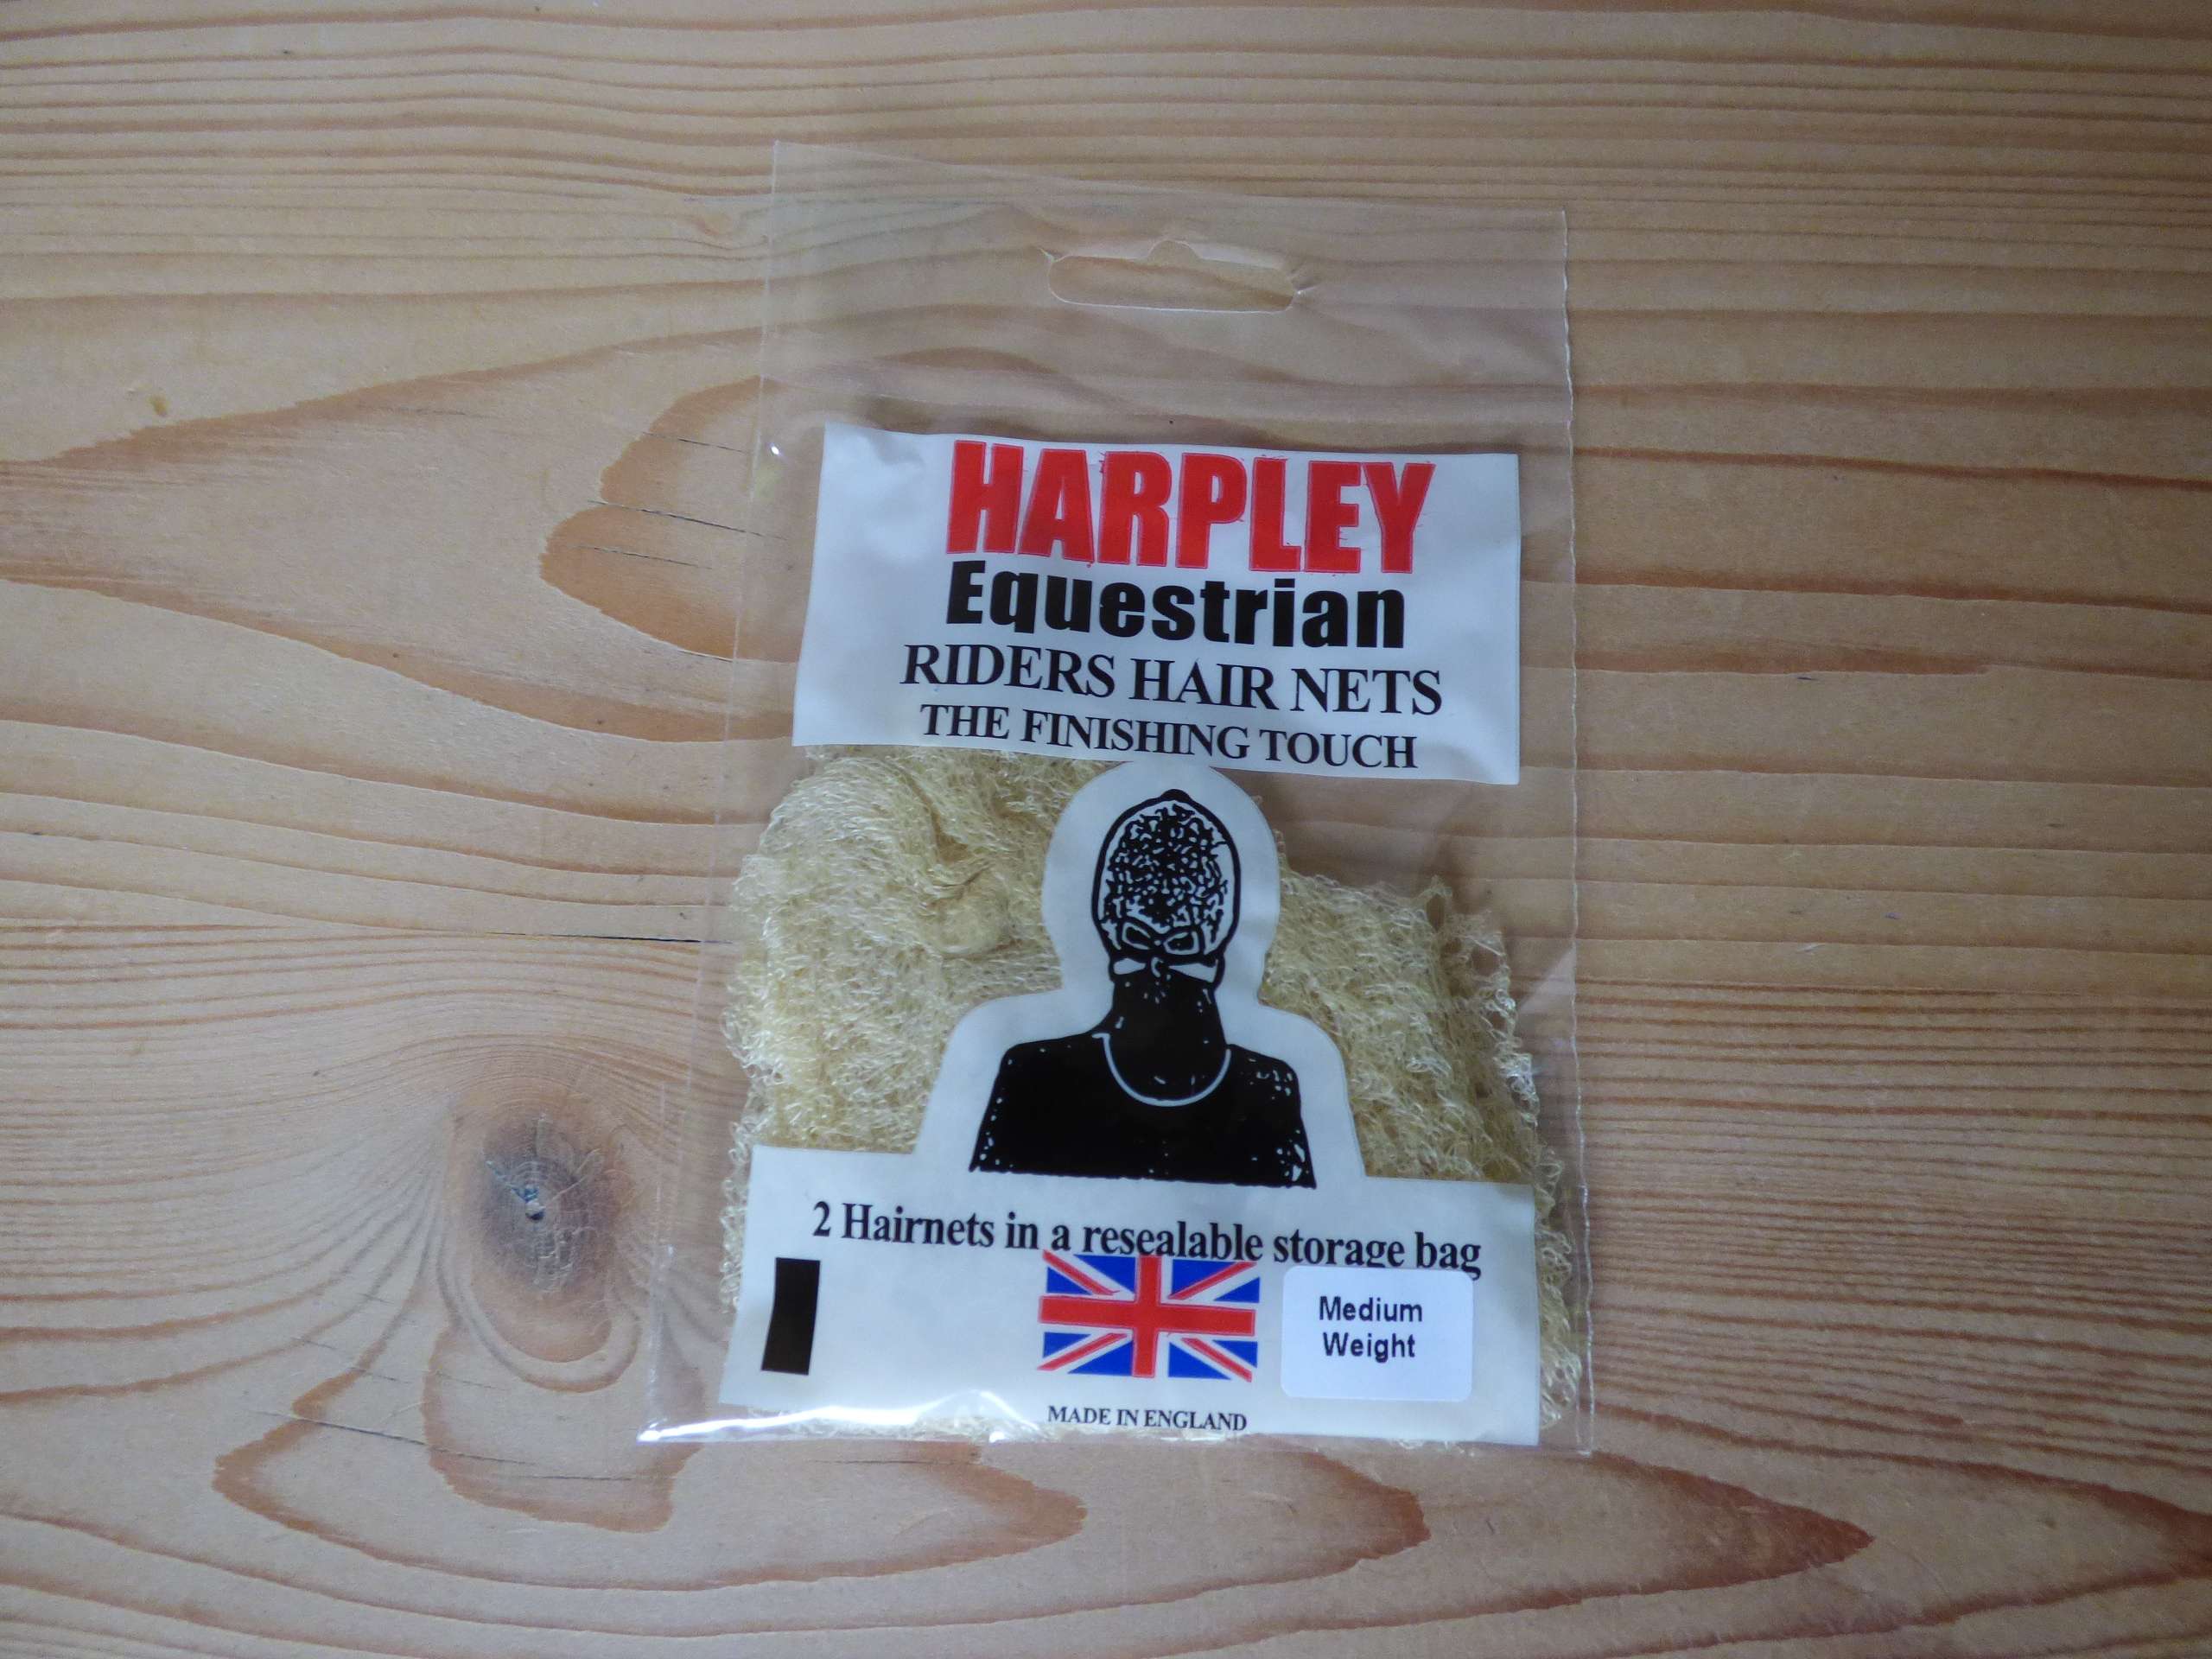 HARPLEY
Equestrian
RIDERS HAIR NETS
THE FINISHING TOUCH
2 Hairnets in a resealable storage bag
Medium
Weight
MADE IN ENGLAND